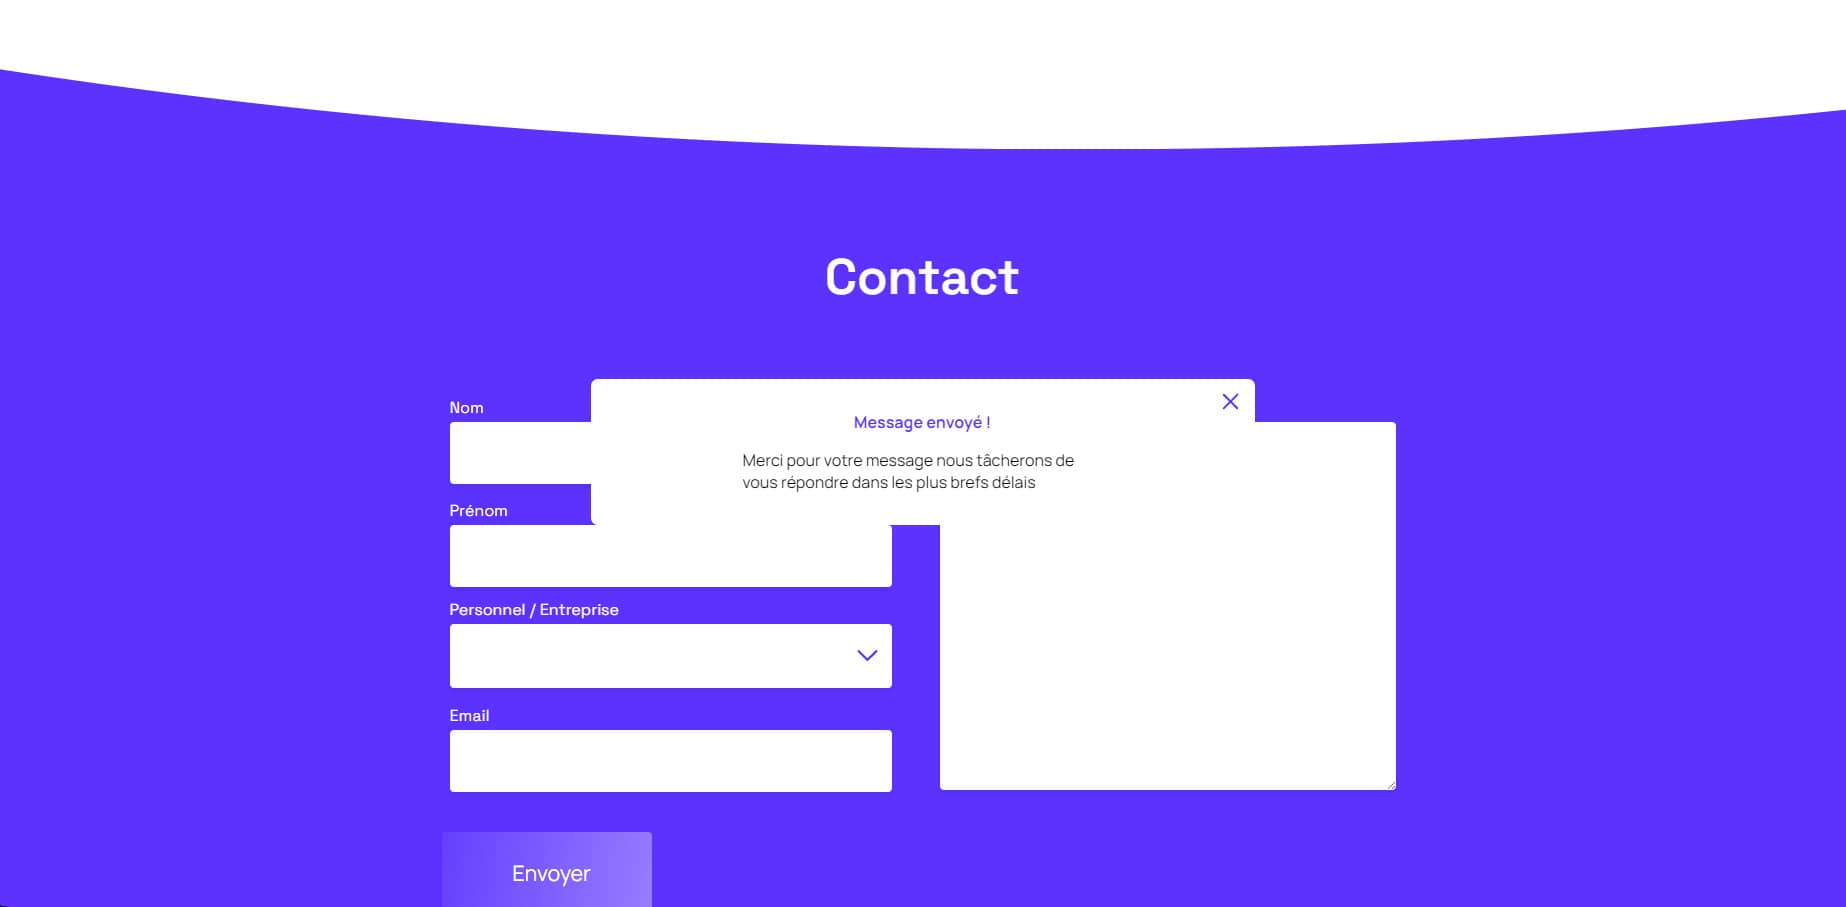 Contact
Nom
Message envoyé !
Merci pour votre message nous tâcherons de
vous répondre dans les plus brefs délais
Prénom
Personnel / Entreprise
Email
Envoyer